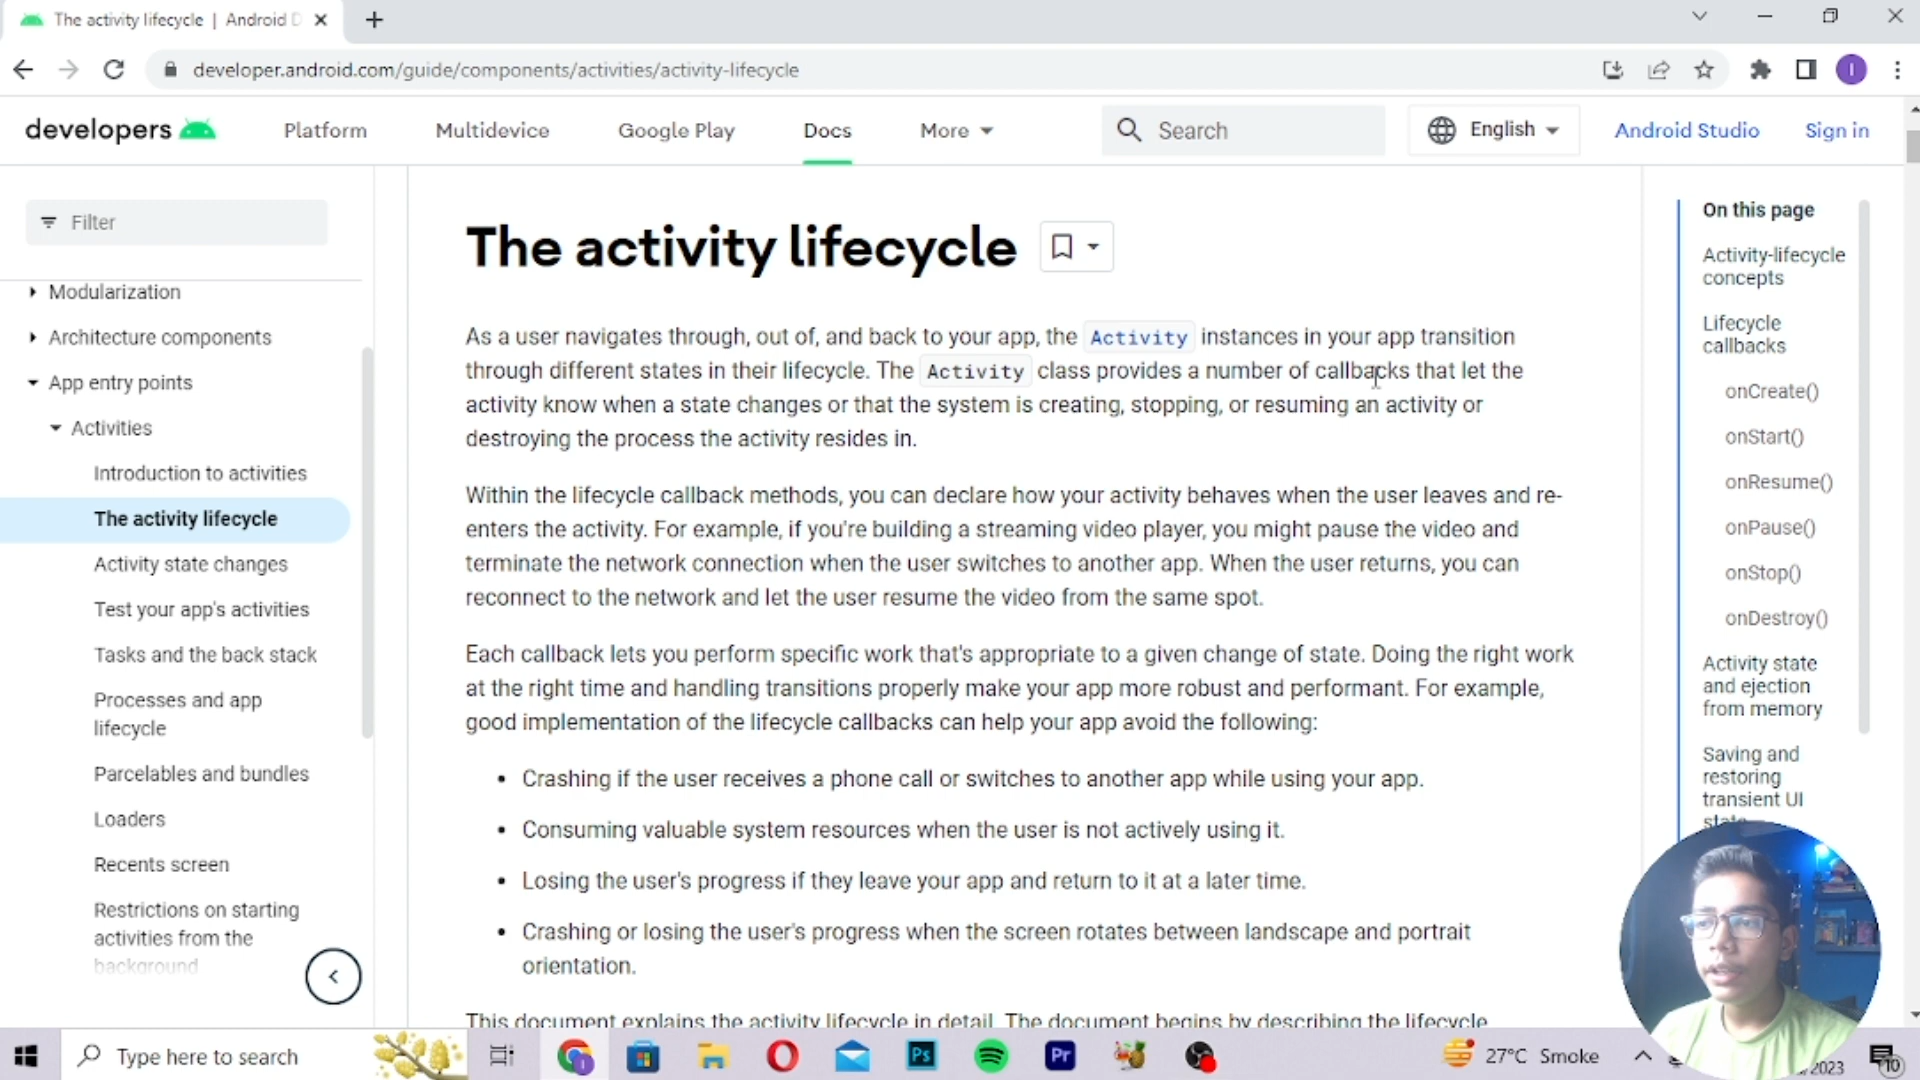 The activity lifecycle | Android D
developer.android.com/guide/components/activities/activity-lifecycle
developers
Platform
Multidevice
Google Play
Docs
More
Search
English
Android Studio
Sign in
Filter
Modularization
Architecture components
App entry points
Activities
Introduction to activities
The activity lifecycle
Activity state changes
Test your app's activities
Tasks and the back stack
Processes and app
lifecycle
Parcelables and bundles
Loaders
Recents screen
Restrictions on starting
activities from the
background
The activity lifecycle
As a user navigates through, out of, and back to your app, the Activity instances in your app transition
through different states in their lifecycle. The Activity class provides a number of callbacks that let the
activity know when a state changes or that the system is creating, stopping, or resuming an activity or
destroying the process the activity resides in.
Within the lifecycle callback methods, you can declare how your activity behaves when the user leaves and re-
enters the activity. For example, if you're building a streaming video player, you might pause the video and
terminate the network connection when the user switches to another app. When the user returns, you can
reconnect to the network and let the user resume the video from the same spot.
Each callback lets you perform specific work that's appropriate to a given change of state. Doing the right work
at the right time and handling transitions properly make your app more robust and performant. For example,
good implementation of the lifecycle callbacks can help your app avoid the following:
• Crashing if the user receives a phone call or switches to another app while using your app.
• Consuming valuable system resources when the user is not actively using it.
• Losing the user's progress if they leave your app and return to it at a later time.
• Crashing or losing the user's progress when the screen rotates between landscape and portrait
orientation.
This document explains the activity lifecycle in detail. The document begins by describing the lifecycle
On this page
Activity-lifecycle
concepts
Lifecycle
callbacks
onCreate()
onStart()
onResume()
onPause()
onStop()
onDestroy()
Activity state
and ejection
from memory
Saving and
restoring
transient UI
state
Type here to search
Ps
Pr
27°C Smoke
/2023
10
I